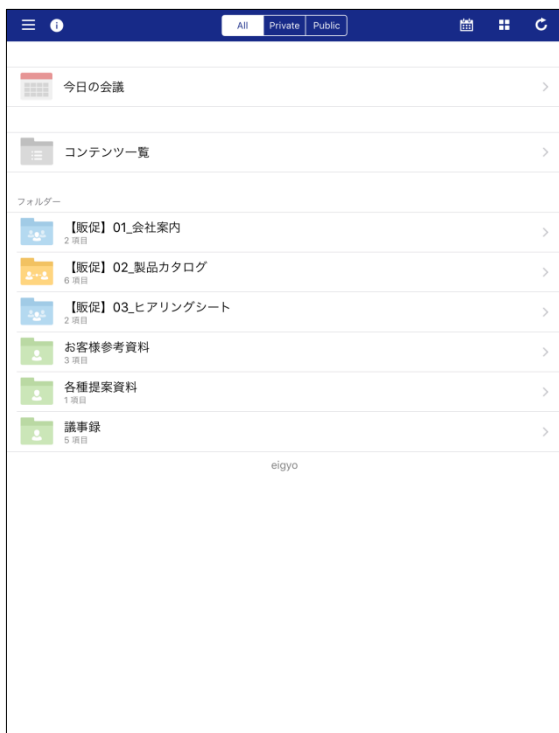 All Private Public
今日の会議
コンテンツ一覧
フォルダー
【販促】01_会社案内
2 項目
【販促】02_製品カタログ
6 項目
【販促】03_ヒアリングシート
2 項目
お客様参考資料
3 項目
各種提案資料
1 項目
議事録
5 項目
eigyo